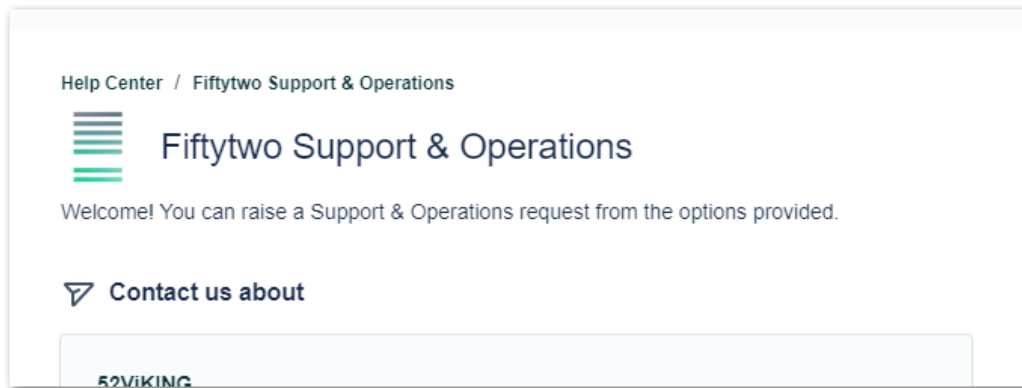 Help Center / Fiftytwo Support & Operations
Fiftytwo Support & Operations
Welcome! You can raise a Support & Operations request from the options provided.
Contact us about
52ViKING